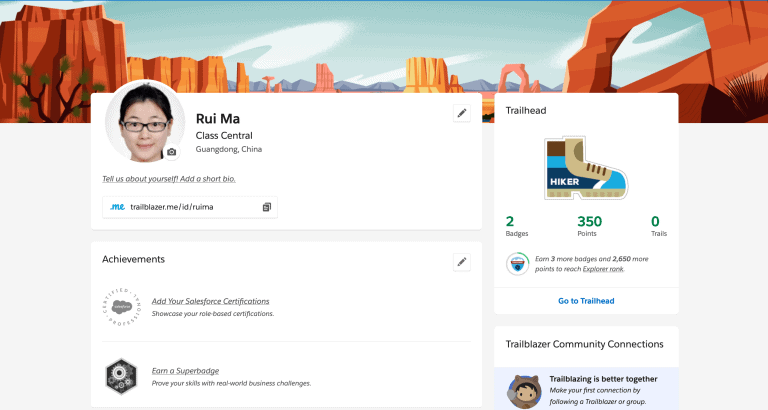 Rui Ma
Class Central
Guangdong, China
Tell us about yourself! Add a short bio.
.me trailblazer.me/id/ruima
Achievements
CERTIFIED PROFESSIONAL
salesforce
Add Your Salesforce Certifications
Showcase your role-based certifications.
Earn a Superbadge
Prove your skills with real-world business challenges.
Trailhead
HIKER
2 350 0
Badges Points Trails
Earn 3 more badges and 2,650 more
points to reach Explorer rank.
Go to Trailhead
Trailblazer Community Connections
Trailblazing is better together
Make your first connection by
following a Trailblazer or group.